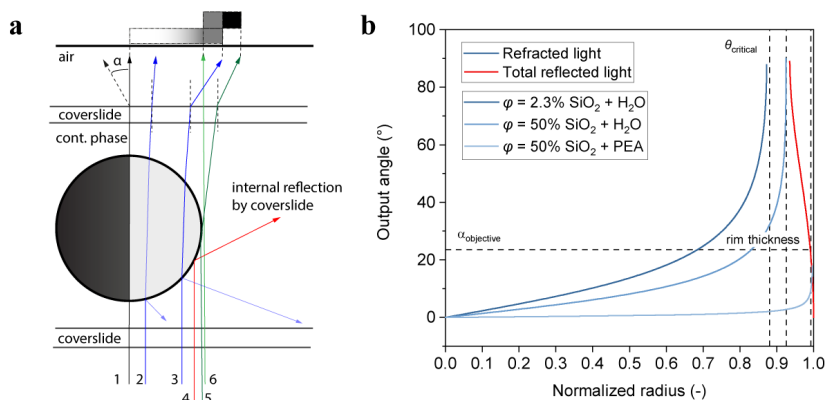 a
air
α
coverslide
cont. phase
internal reflection
by coverslide
coverslide
1 2 3 6
4 5
b
100
80
60
40
20
0
Output angle (°)
Refracted light
Total reflected light
φ = 2.3% SiO₂ + H₂O
φ = 50% SiO₂ + H₂O
φ = 50% SiO₂ + PEA
θcritical
αobjective
rim thickness
0.0 0.1 0.2 0.3 0.4 0.5 0.6 0.7 0.8 0.9 1.0
Normalized radius (-)